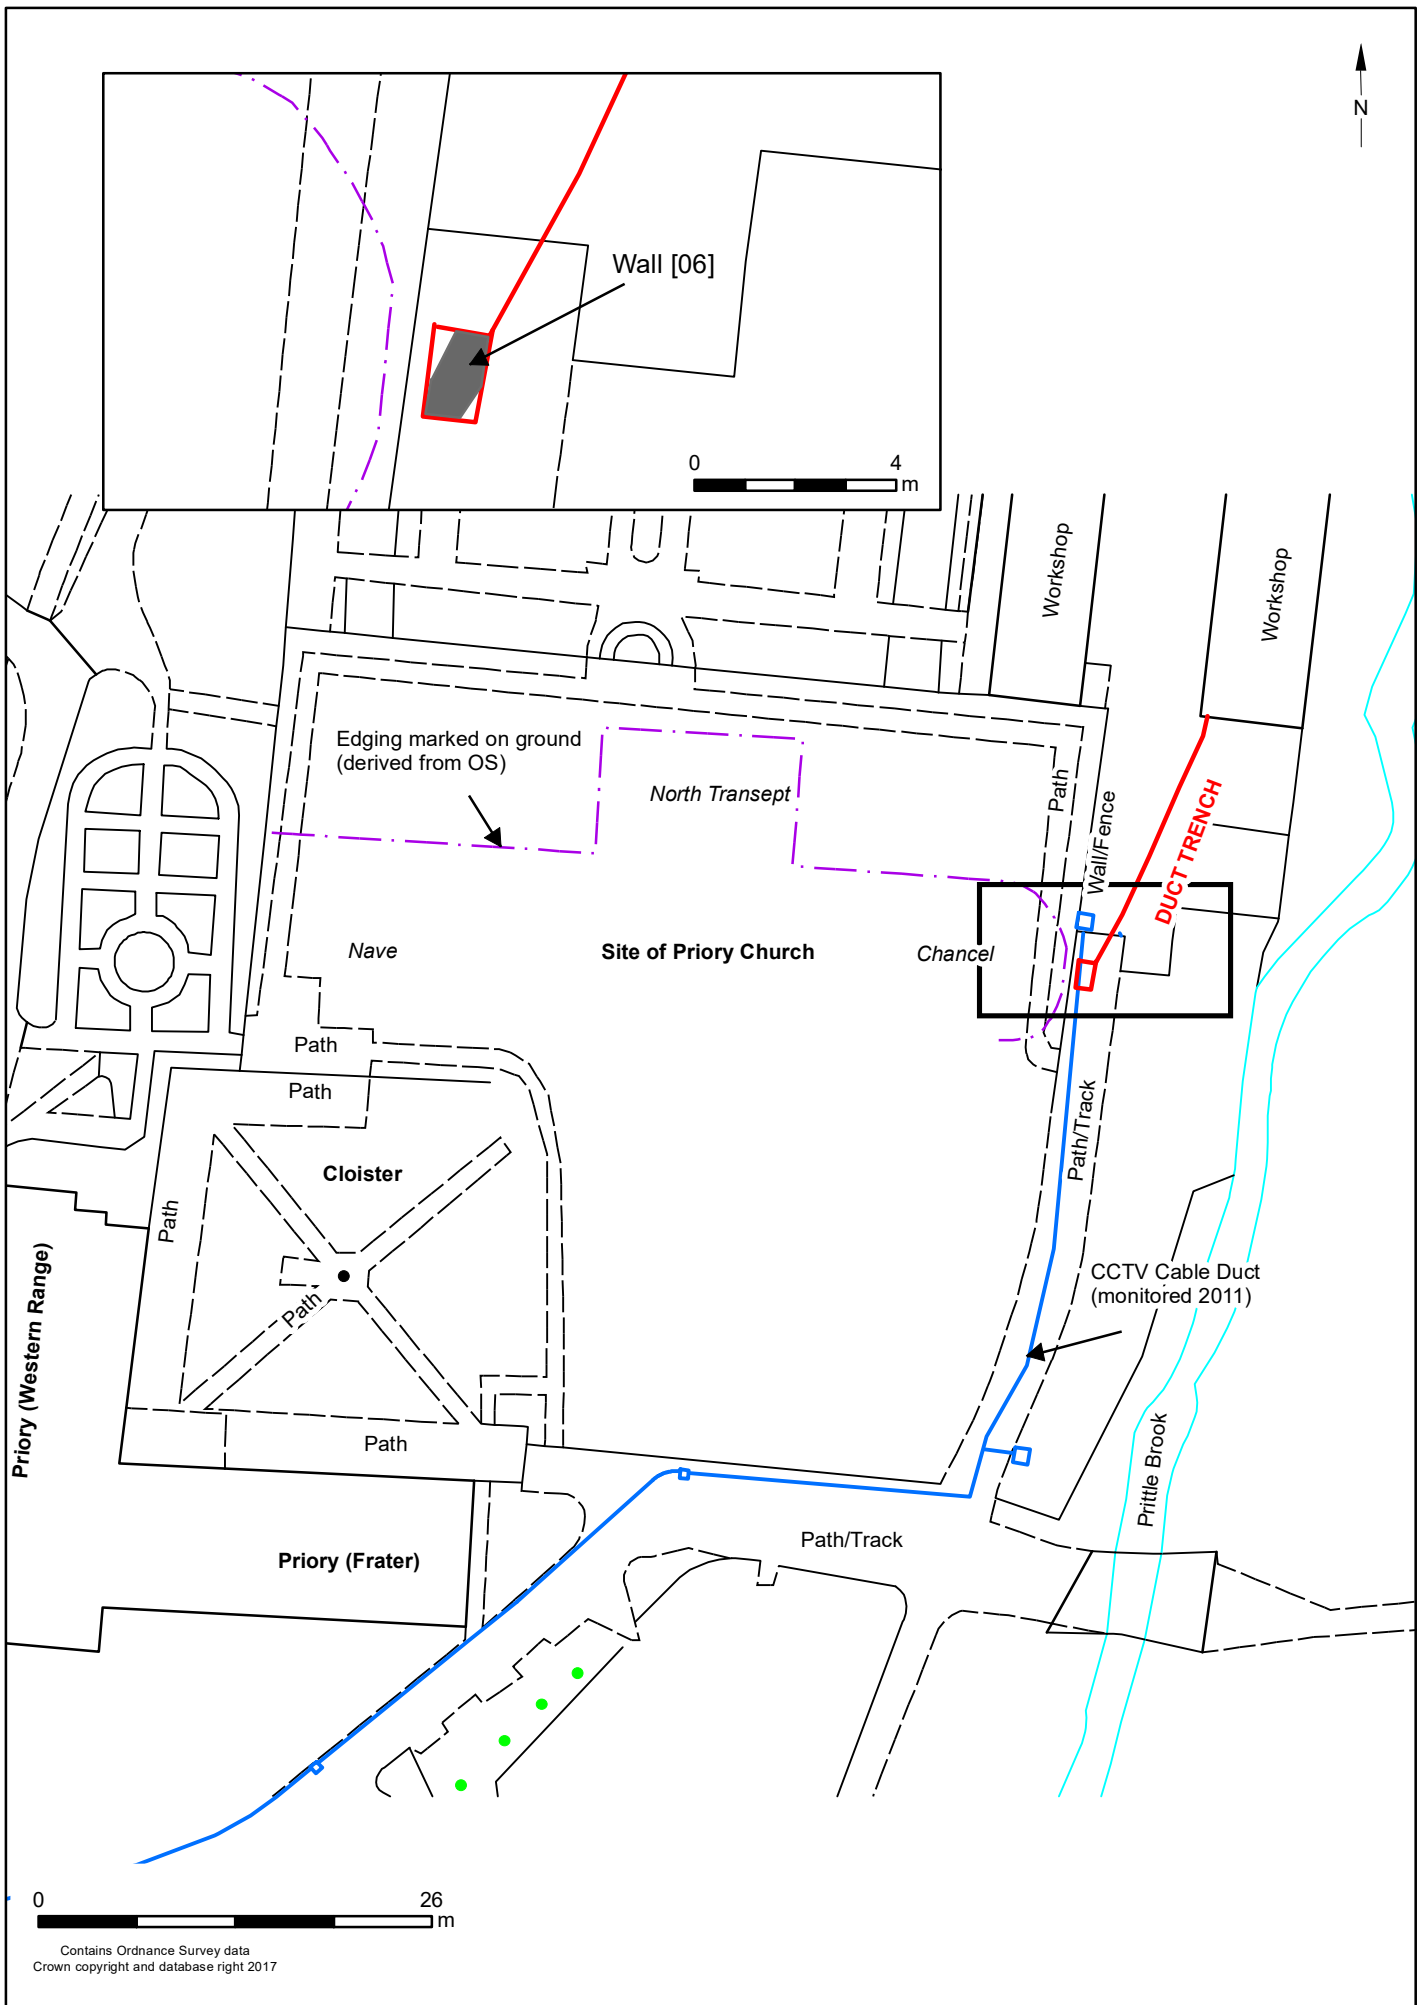 N
Wall [06]
0 4
m
Workshop
Workshop
Edging marked on ground
(derived from OS)
North Transept
Path
Wall/Fence
DUCT TRENCH
Nave
Site of Priory Church
Chancel
Path
Path
Path/Track
Cloister
Path
Priory (Western Range)
Path
CCTV Cable Duct
(monitored 2011)
Path
Prittle Brook
Path/Track
Priory (Frater)
0 26
m
Contains Ordnance Survey data
Crown copyright and database right 2017